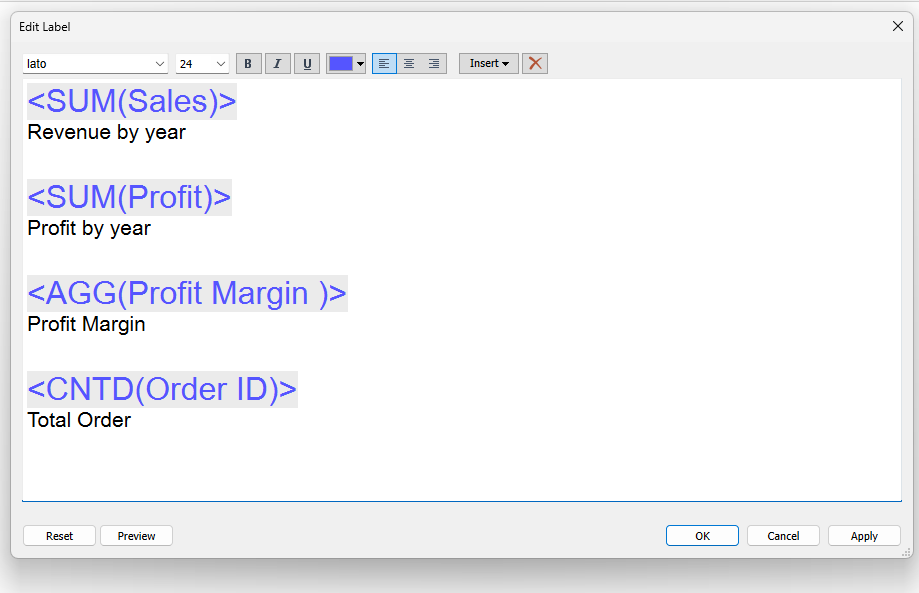 Edit Label
lato 24 B I U Insert
<SUM(Sales)>
Revenue by year
<SUM(Profit)>
Profit by year
<AGG(Profit Margin )>
Profit Margin
<CNTD(Order ID)>
Total Order
Reset Preview OK Cancel Apply